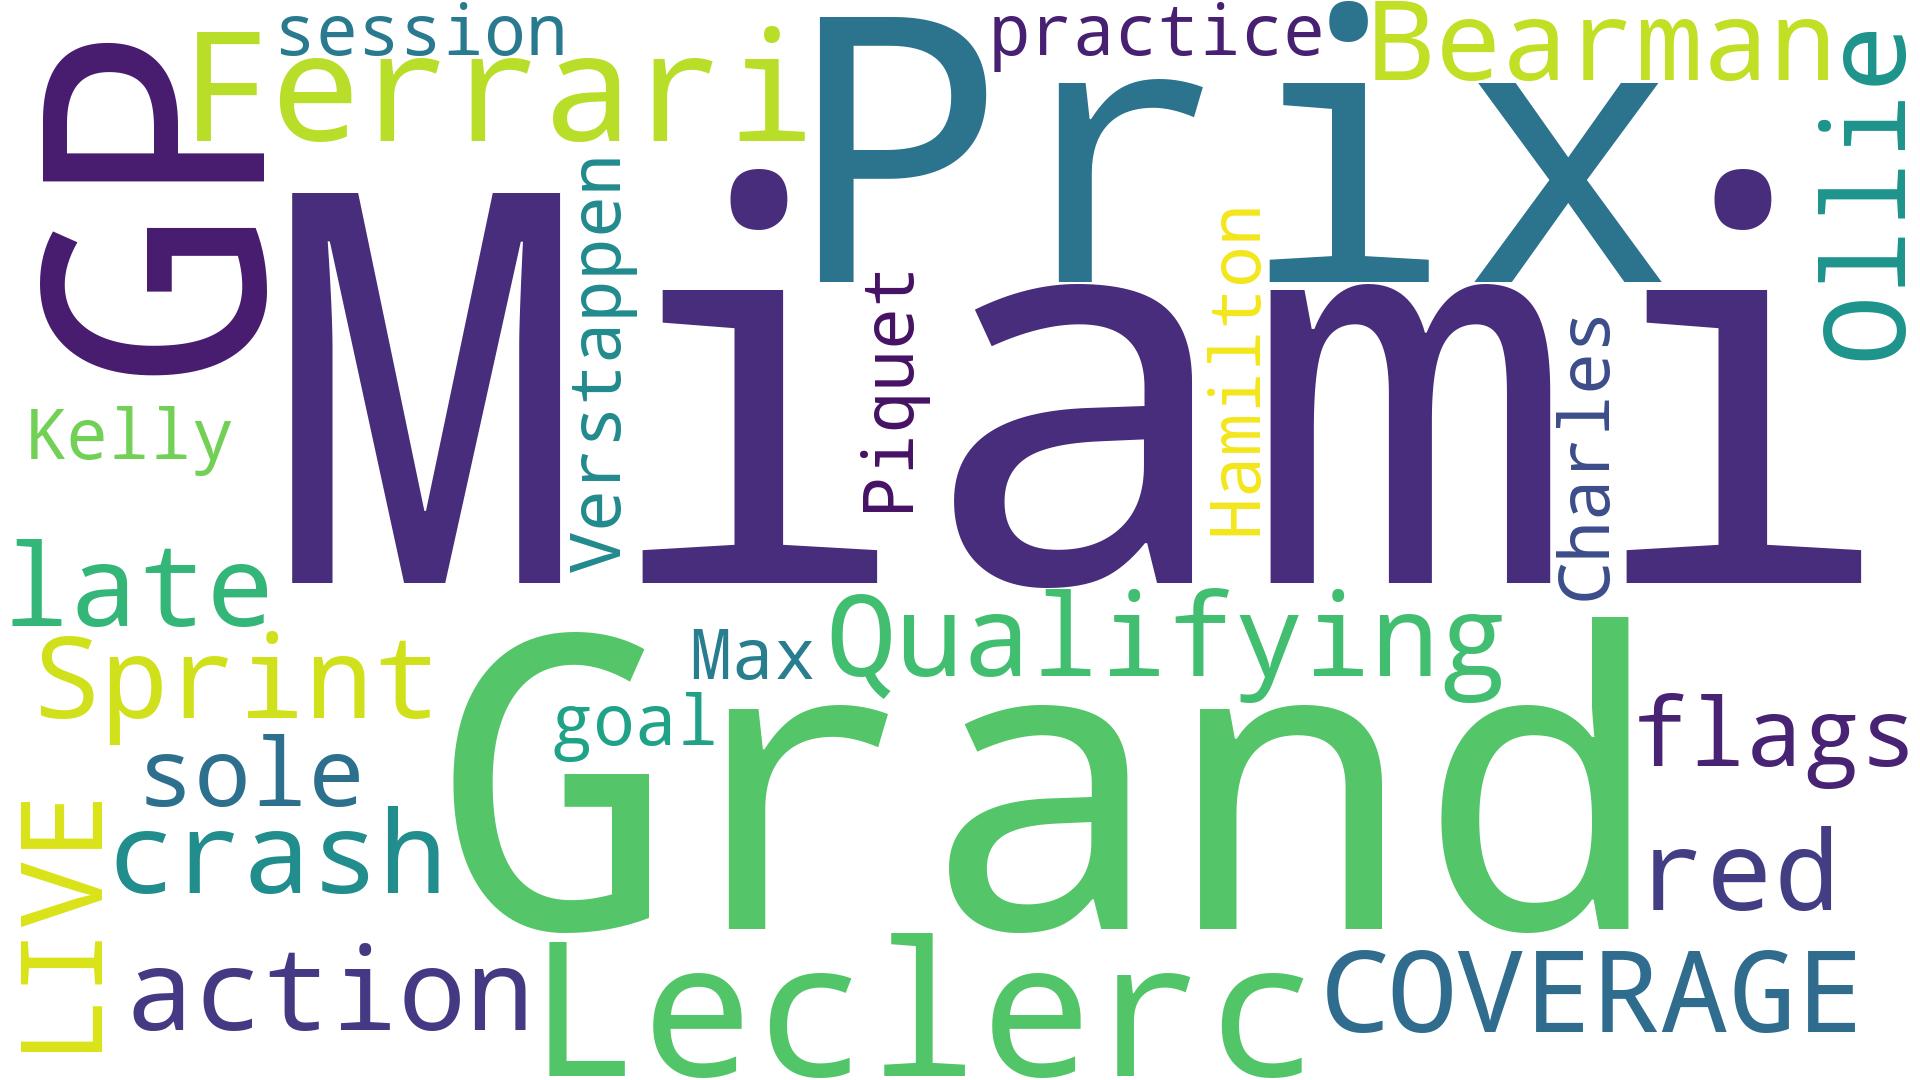 session
practice
Bearman
Ferrari
Prix
GP
Ollie
Verstappen
Miami
Piquet
Hamilton
Charles
Kelly
late
Qualifying
Max
Sprint
goal
Grand
flags
sole
crash
red
LIVE
action
Leclerc
COVERAGE